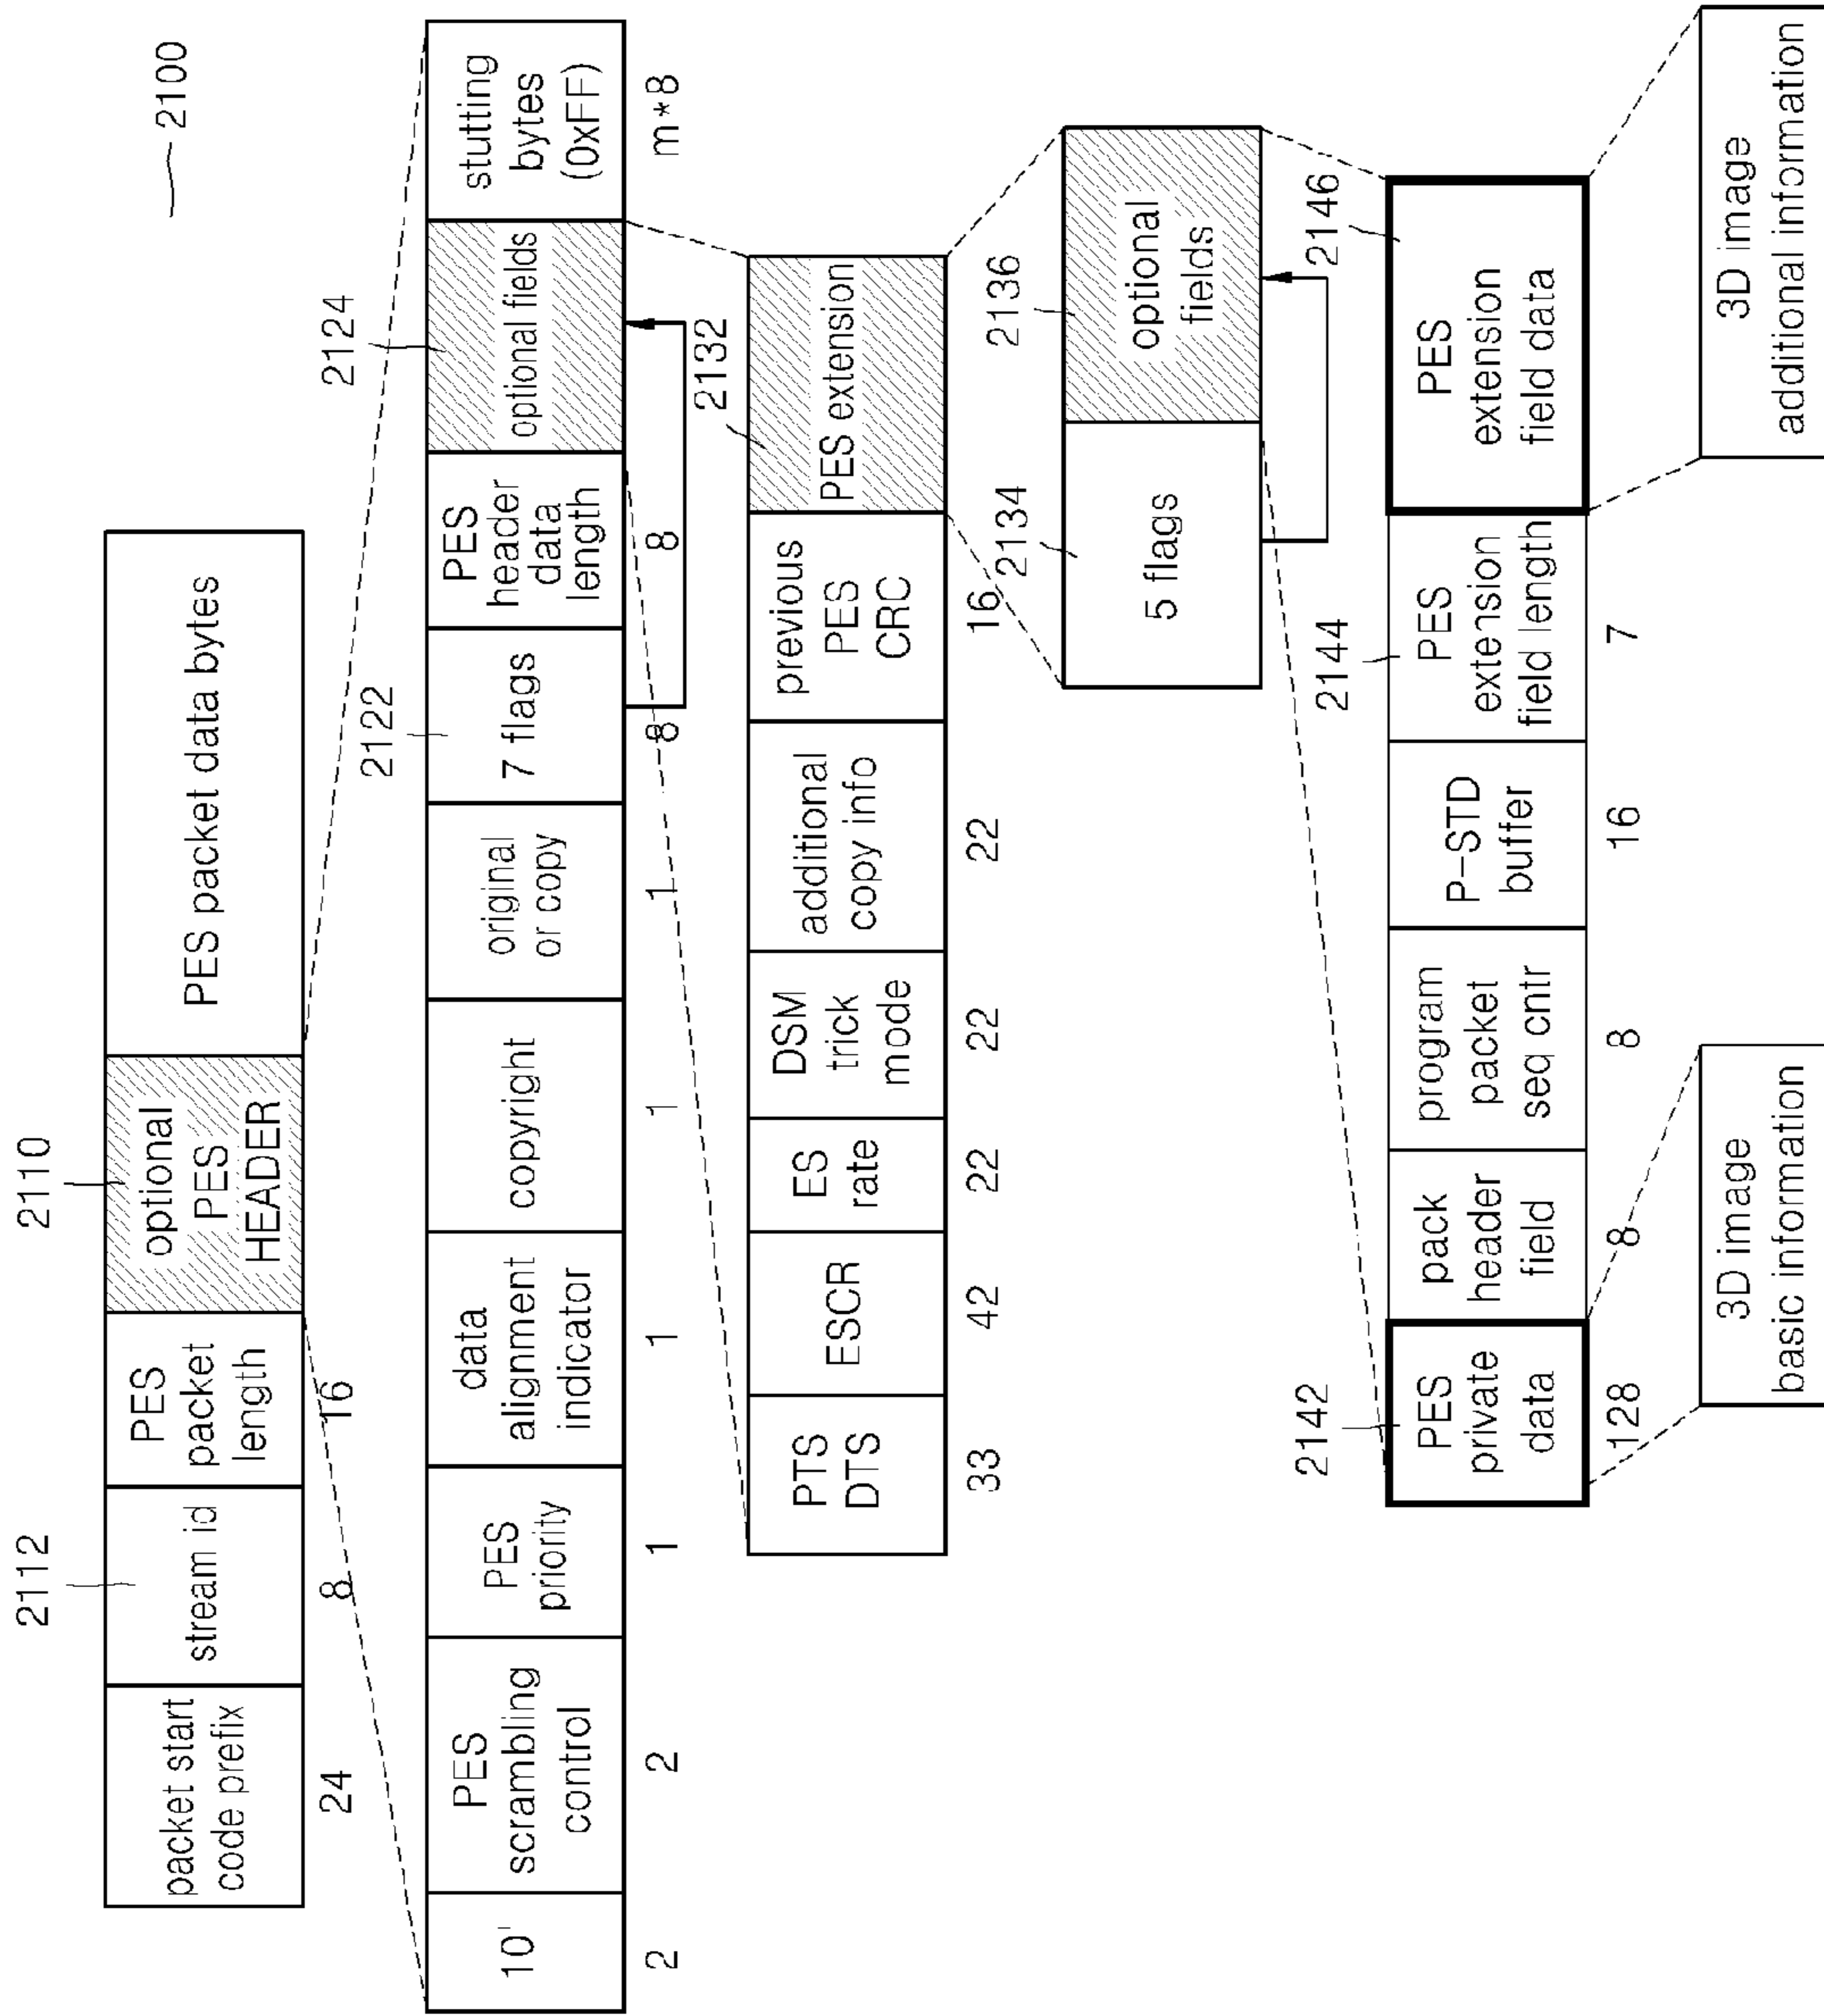 2100
2112
2110
packet start
code prefix
stream id
PES
packet
length
optional
PES
HEADER
PES packet data bytes
24
8
16
2122
2124
10'
PES
scrambling
control
PES
priority
data
alignment
indicator
copyright
original
or copy
7 flags
PES
header
data
length
optional fields
stutting
bytes
(0xFF)
2
2
1
1
1
1
8
8
m*8
2132
PTS
DTS
ESCR
ES
rate
DSM
trick
mode
additional
copy info
previous
PES
CRC
PES extension
33
42
22
22
22
16
2134
2136
5 flags
optional
fields
2142
2144
2146
PES
private
data
pack
header
field
program
packet
seq cntr
P-STD
buffer
PES
extension
field length
PES
extension
field data
128
8
8
16
7
3D image
basic information
3D image
additional information